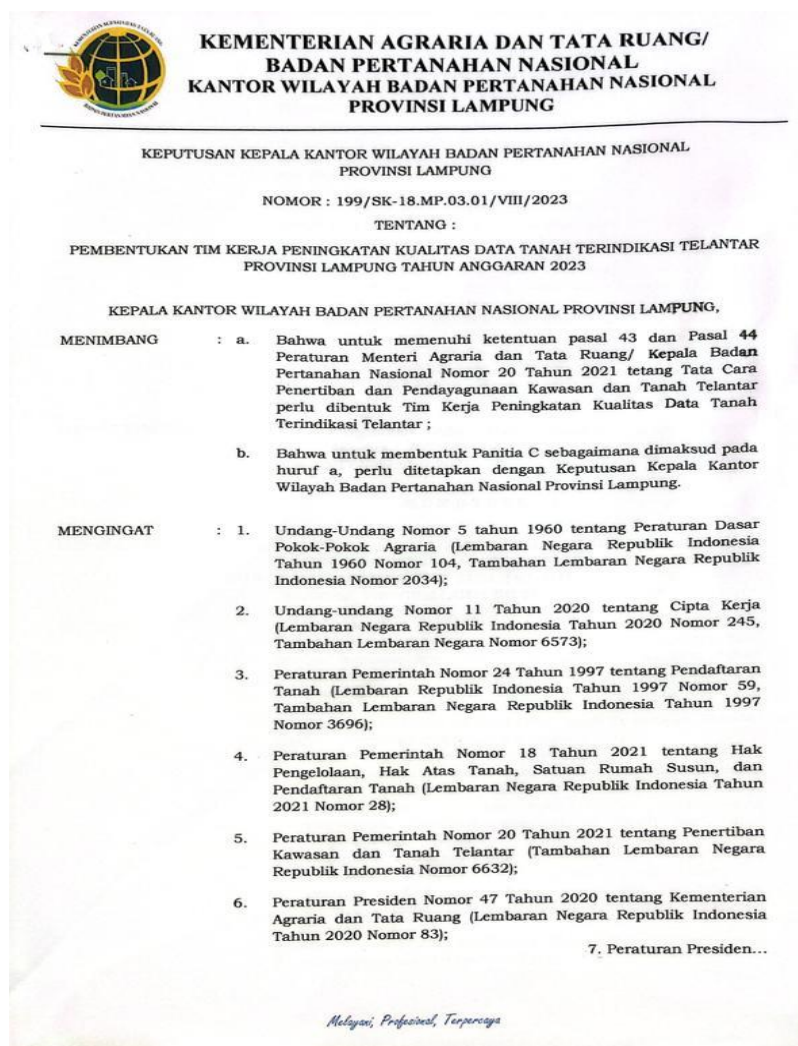 KEMENTERIAN AGRARIA DAN TATA RUANG/
BADAN PERTANAHAN NASIONAL
KANTOR WILAYAH BADAN PERTANAHAN NASIONAL
PROVINSI LAMPUNG
KEPUTUSAN KEPALA KANTOR WILAYAH BADAN PERTANAHAN NASIONAL
PROVINSI LAMPUNG
NOMOR : 199/SK-18.MP.03.01/VIII/2023
TENTANG :
PEMBENTUKAN TIM KERJA PENINGKATAN KUALITAS DATA TANAH TERINDIKASI TELANTAR
PROVINSI LAMPUNG TAHUN ANGGARAN 2023
KEPALA KANTOR WILAYAH BADAN PERTANAHAN NASIONAL PROVINSI LAMPUNG,
MENIMBANG : a. Bahwa untuk memenuhi ketentuan pasal 43 dan Pasal 44
Peraturan Menteri Agraria dan Tata Ruang/ Kepala Badan
Pertanahan Nasional Nomor 20 Tahun 2021 tetang Tata Cara
Penertiban dan Pendayagunaan Kawasan dan Tanah Telantar
perlu dibentuk Tim Kerja Peningkatan Kualitas Data Tanah
Terindikasi Telantar ;
b. Bahwa untuk membentuk Panitia C sebagaimana dimaksud pada
huruf a, perlu ditetapkan dengan Keputusan Kepala Kantor
Wilayah Badan Pertanahan Nasional Provinsi Lampung.
MENGINGAT : 1. Undang-Undang Nomor 5 tahun 1960 tentang Peraturan Dasar
Pokok-Pokok Agraria (Lembaran Negara Republik Indonesia
Tahun 1960 Nomor 104, Tambahan Lembaran Negara Republik
Indonesia Nomor 2034);
2. Undang-undang Nomor 11 Tahun 2020 tentang Cipta Kerja
(Lembaran Negara Republik Indonesia Tahun 2020 Nomor 245,
Tambahan Lembaran Negara Nomor 6573);
3. Peraturan Pemerintah Nomor 24 Tahun 1997 tentang Pendaftaran
Tanah (Lembaran Republik Indonesia Tahun 1997 Nomor 59,
Tambahan Lembaran Negara Republik Indonesia Tahun 1997
Nomor 3696);
4. Peraturan Pemerintah Nomor 18 Tahun 2021 tentang Hak
Pengelolaan, Hak Atas Tanah, Satuan Rumah Susun, dan
Pendaftaran Tanah (Lembaran Negara Republik Indonesia Tahun
2021 Nomor 28);
5. Peraturan Pemerintah Nomor 20 Tahun 2021 tentang Penertiban
Kawasan dan Tanah Telantar (Tambahan Lembaran Negara
Republik Indonesia Nomor 6632);
6. Peraturan Presiden Nomor 47 Tahun 2020 tentang Kementerian
Agraria dan Tata Ruang (Lembaran Negara Republik Indonesia
Tahun 2020 Nomor 83);
7. Peraturan Presiden...
Melayani, Profesional, Terpercaya